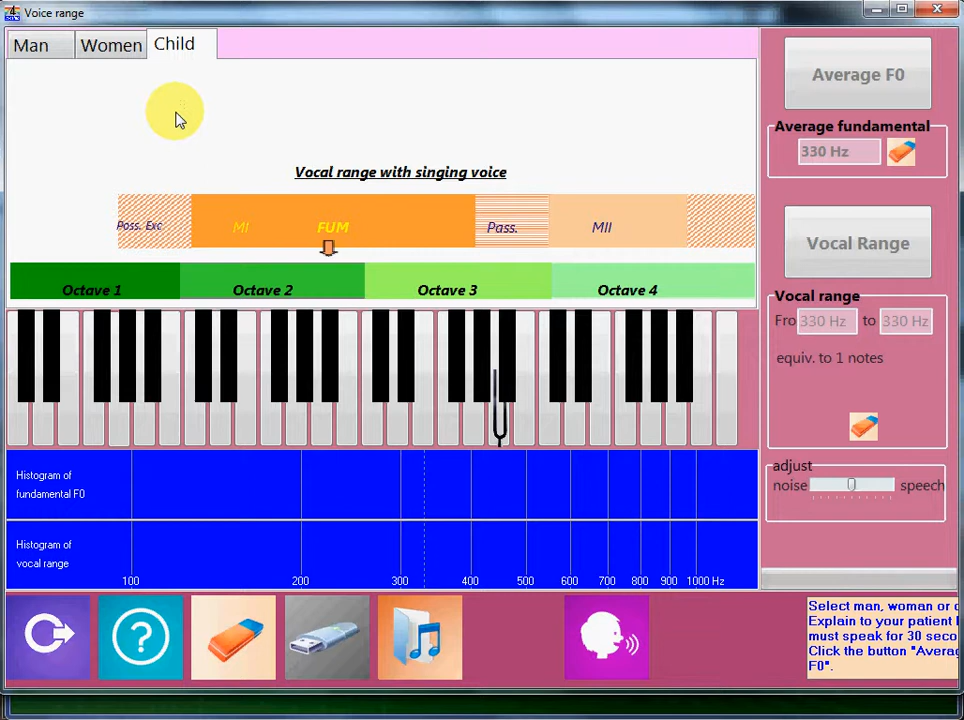 Voice range
Man
Women
Child
Average F0
Average fundamental
330 Hz
Vocal range with singing voice
Poss. Exc
MI
FUM
Pass.
MII
Vocal Range
Octave 1
Octave 2
Octave 3
Octave 4
Vocal range
Fro 330 Hz to 330 Hz
equiv. to 1 notes
adjust
noise
speech
Histogram of
fundamental F0
Histogram of
vocal range
100
200
300
400
500
600
700
800
900
1000 Hz
Select man, woman or
Explain to your patient
must speak for 30 seco
Click the button "Avera
F0".